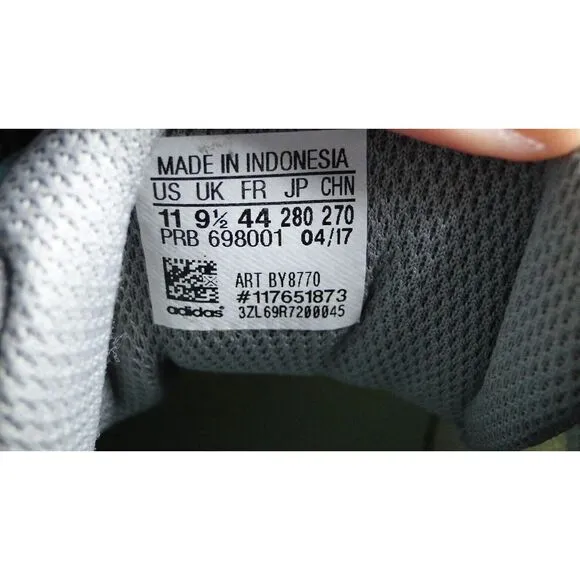 MADE IN INDONESIA
US UK FR JP CHN
11 9½ 44 280 270
PRB 698001 04/17
ART BY8770
#117651873
adidas 3ZL69R7200045